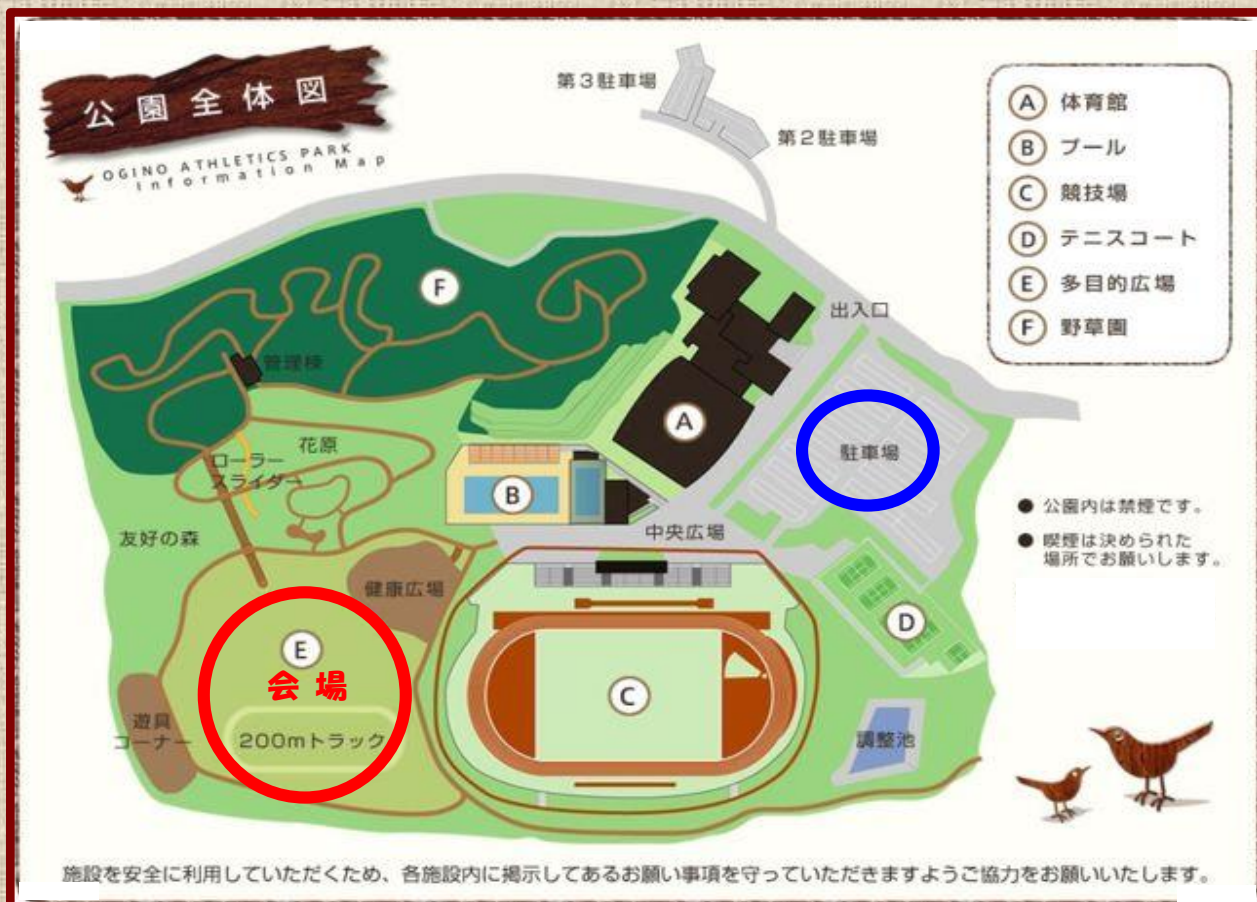 公園全体図
OGINO ATHLETICS PARK
Information Map
第3駐車場
第2駐車場
A 体育館
B プール
C 競技場
D テニスコート
E 多目的広場
F 野草園
F
出入口
管理棟
A
駐車場
花原
ローラー
スライダー
B
中央広場
● 公園内は禁煙です。
● 喫煙は決められた
場所でお願いします。
友好の森
健康広場
D
E
会場
C
遊具
コーナー
200mトラック
調整池
施設を安全に利用していただくため、各施設内に掲示してあるお願い事項を守っていただきますようご協力をお願いいたします。